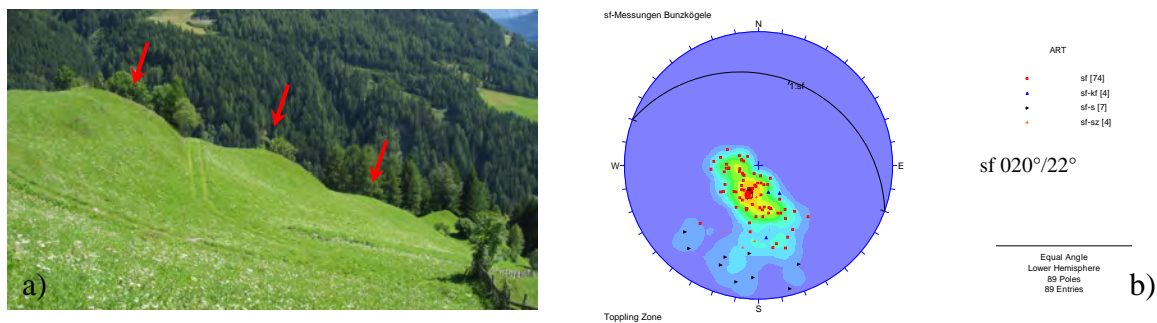 a)
sf-Messungen Bunzkögele
N
W
E
S
1:sf
Toppling Zone
ART
sf [74]
sf-kf [4]
sf-s [7]
sf-sz [4]
sf 020°/22°
Equal Angle
Lower Hemisphere
89 Poles
89 Entries
b)